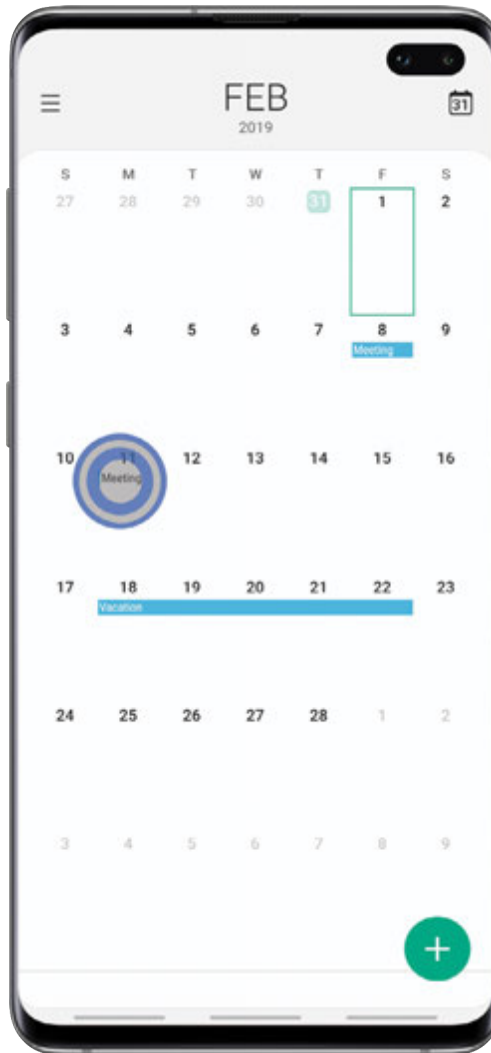 FEB
31
2019
S M T W T F S
27 28 29 30 31 1 2
3 4 5 6 7 8 9
Meeting
10 11 12 13 14 15 16
Meeting
17 18 19 20 21 22 23
Vacation
24 25 26 27 28 1 2
3 4 5 6 7 8 9